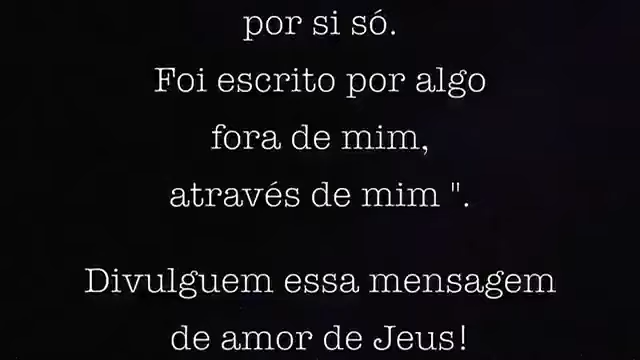 por si só.
Foi escrito por algo
fora de mim,
através de mim ".
Divulguem essa mensagem
de amor de Jeus!